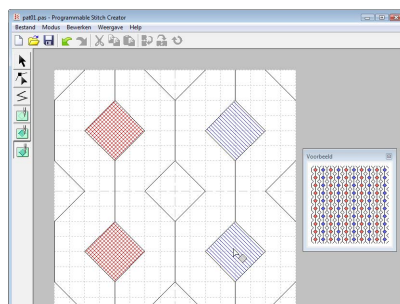 pat01.pas - Programmable Stitch Creator
Bestand Modus Bewerken Weergave Help
Voorbeeld